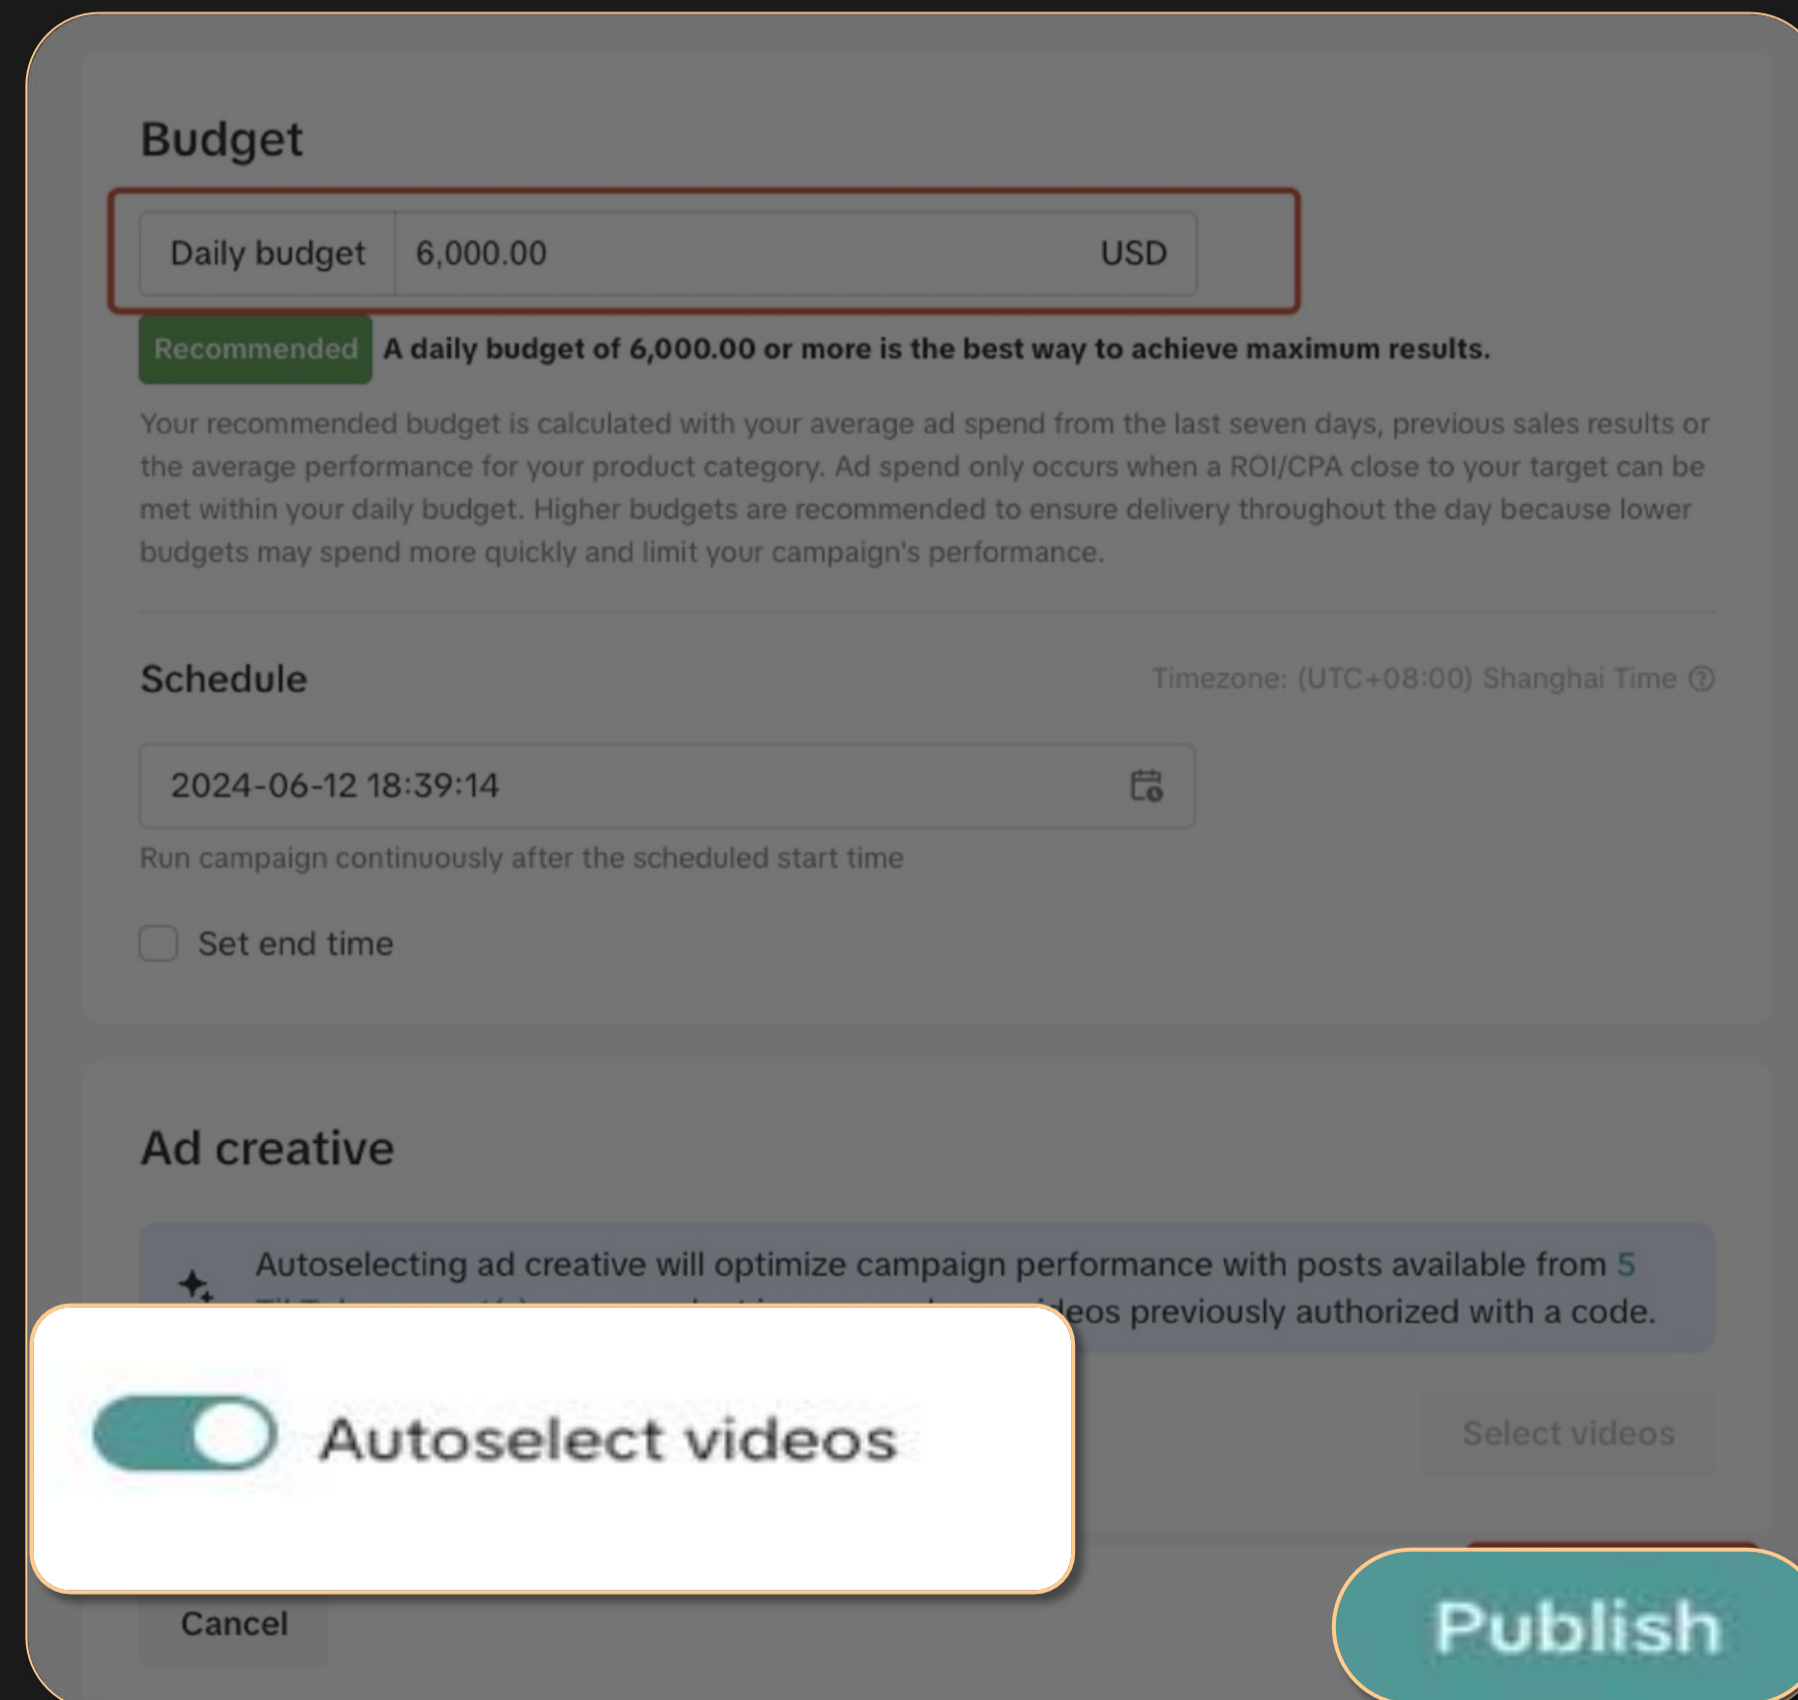 Budget
Daily budget 6,000.00 USD
Recommended A daily budget of 6,000.00 or more is the best way to achieve maximum results.
Your recommended budget is calculated with your average ad spend from the last seven days, previous sales results or
the average performance for your product category. Ad spend only occurs when a ROI/CPA close to your target can be
met within your daily budget. Higher budgets are recommended to ensure delivery throughout the day because lower
budgets may spend more quickly and limit your campaign's performance.
Schedule Timezone: (UTC+08:00) Shanghai Time
2024-06-12 18:39:14
Run campaign continuously after the scheduled start time
Set end time
Ad creative
Autoselecting ad creative will optimize campaign performance with posts available from 5
previously authorized with a code.
Autoselect videos
Select videos
Cancel
Publish